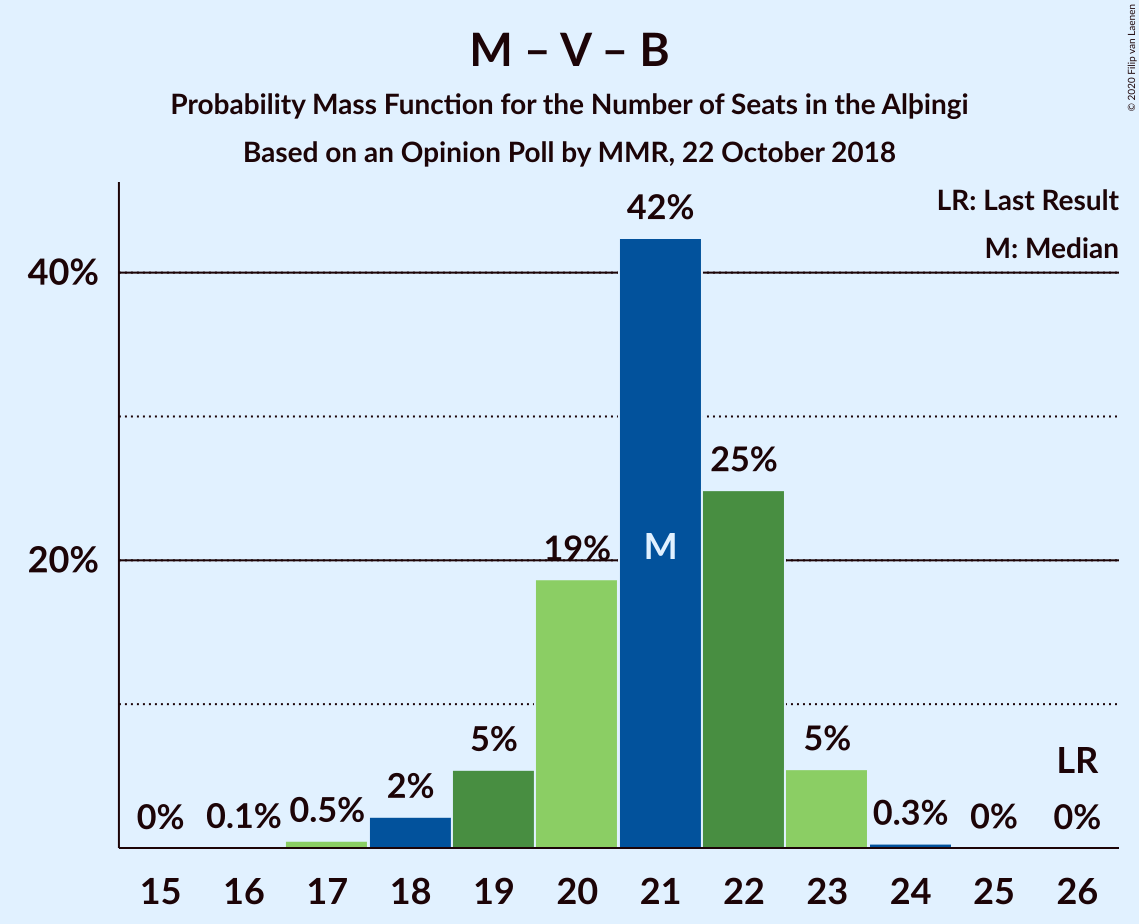 M – V – B
Probability Mass Function for the Number of Seats in the Alþingi
Based on an Opinion Poll by MMR, 22 October 2018
© 2020 Filip van Laenen
LR: Last Result
M: Median
42%
40%
25%
19%
M
20%
5%
5%
LR
2%
0%
0.1%
0.5%
0.3%
0%
0%
15 16 17 18 19 20 21 22 23 24 25 26